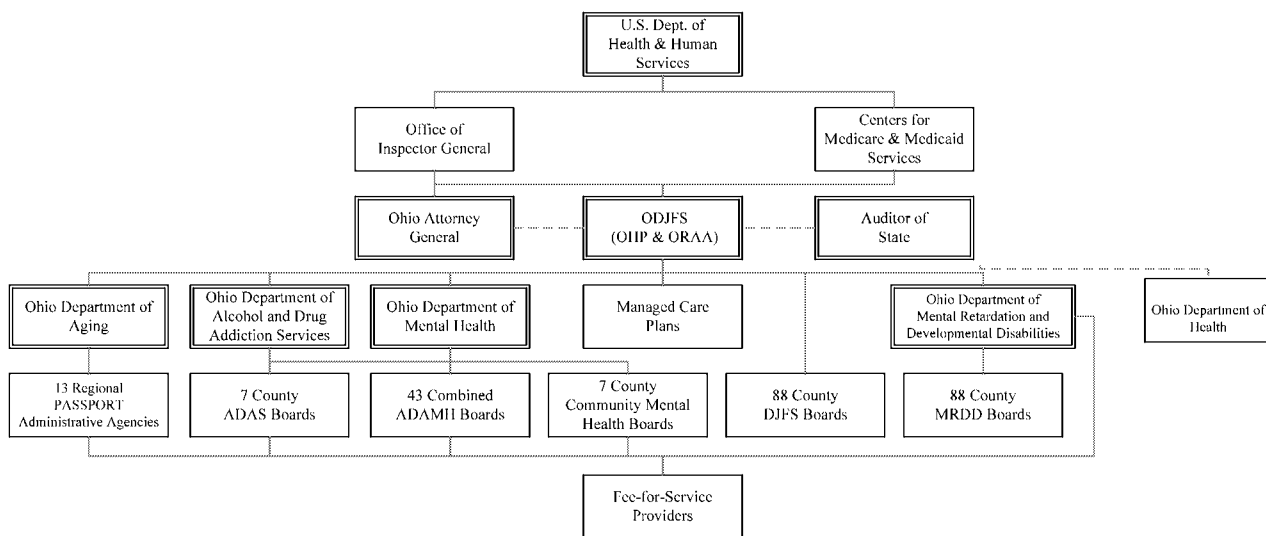 U.S. Dept. of
Health & Human
Services
Office of
Inspector General
Centers for
Medicare & Medicaid
Services
Ohio Attorney
General
ODJFS
(OHP & ORAA)
Auditor of
State
Ohio Department of
Aging
Ohio Department of
Alcohol and Drug
Addiction Services
Ohio Department of
Mental Health
Managed Care
Plans
Ohio Department of
Mental Retardation and
Developmental Disabilities
Ohio Department of
Health
13 Regional
PASSPORT
Administrative Agencies
7 County
ADAS Boards
43 Combined
ADAMH Boards
7 County
Community Mental
Health Boards
88 County
DJFS Boards
88 County
MRDD Boards
Fee-for-Service
Providers